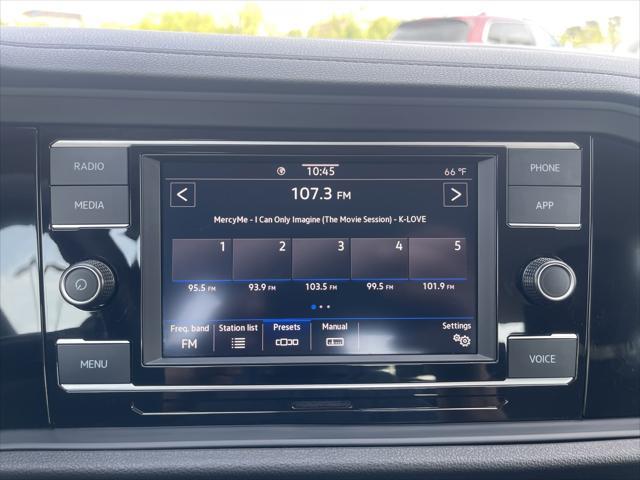 RADIO
MEDIA
MENU
PHONE
APP
VOICE
10:45
66 °F
< 107.3 FM >
MercyMe - I Can Only Imagine (The Movie Session) - K-LOVE
1 2 3 4 5
95.5 FM 93.9 FM 103.5 FM 99.5 FM 101.9 FM
Freq. band Station list Presets Manual Settings
FM